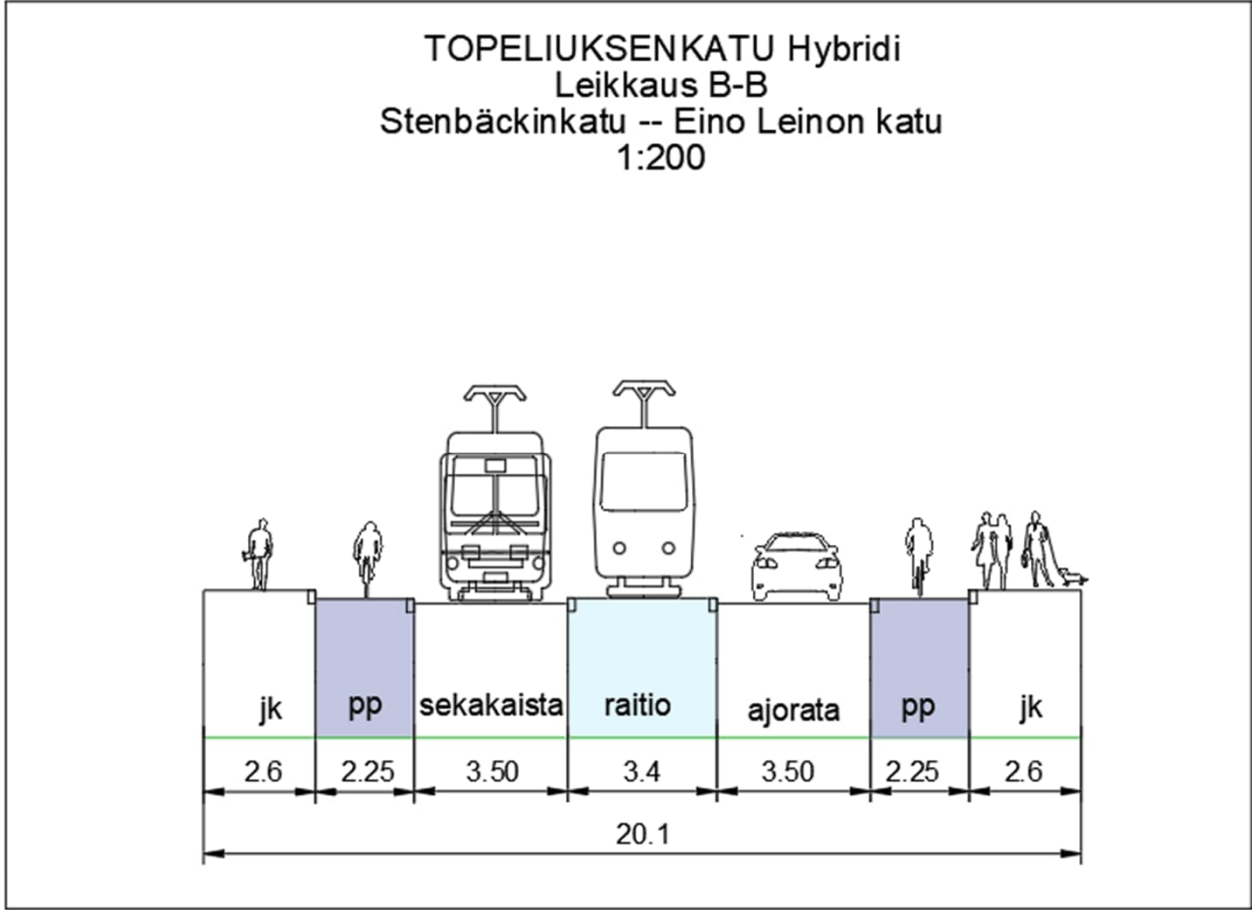 TOPELIUKSENKATU Hybridi
Leikkaus B-B
Stenbäckinkatu -- Eino Leinon katu
1:200
jk pp sekakaista raitio ajorata pp jk
2.6 2.25 3.50 3.4 3.50 2.25 2.6
20.1